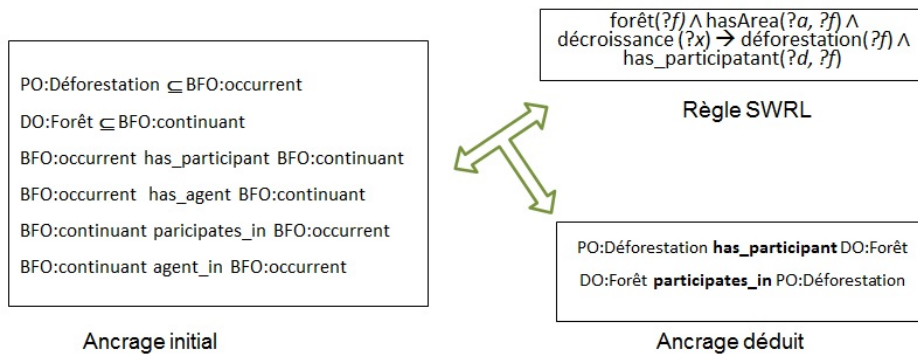 PO:Déforestation ⊆ BFO:occurrent
DO:Forêt ⊆ BFO:continuant
BFO:occurrent has_participant BFO:continuant
BFO:occurrent has_agent BFO:continuant
BFO:continuant paricipates_in BFO:occurrent
BFO:continuant agent_in BFO:occurrent
Ancrage initial
forêt(?f) ∧ hasArea(?a, ?f) ∧
décroissance (?x) → déforestation(?f) ∧
has_participatant(?d, ?f)
Règle SWRL
PO:Déforestation has_participant DO:Forêt
DO:Forêt participates_in PO:Déforestation
Ancrage déduit